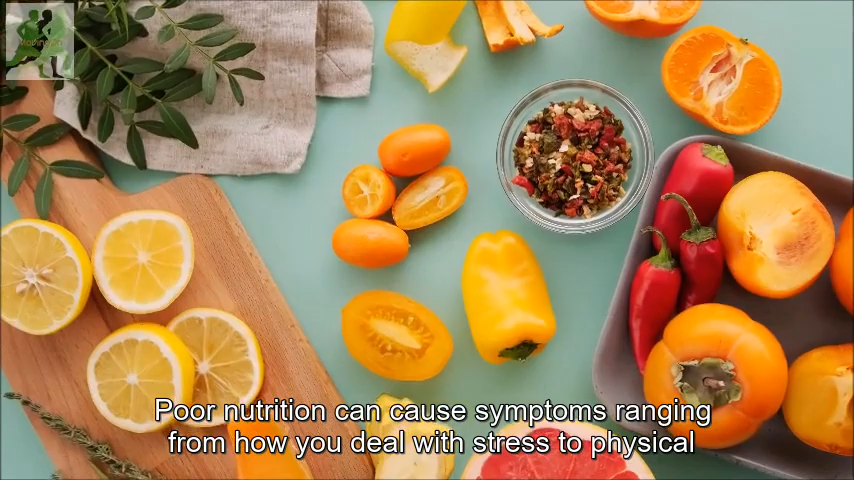 Poor nutrition can cause symptoms ranging
from how you deal with stress to physical